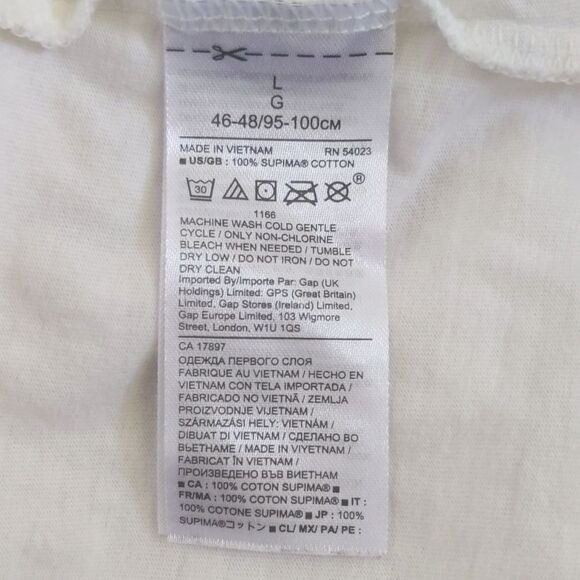 L
G
46-48/95-100см
MADE IN VIETNAM RN 54023
■ US/GB : 100% SUPIMA® COTTON
30 ®
1166
MACHINE WASH COLD GENTLE
CYCLE / ONLY NON-CHLORINE
BLEACH WHEN NEEDED / TUMBLE
DRY LOW / DO NOT IRON / DO NOT
DRY CLEAN
Imported By/Importe Par: Gap (UK
Holdings) Limited: GPS (Great Britain)
Limited, Gap Stores (Ireland) Limited,
Gap Europe Limited, 103 Wigmore
Street, London, W1U 1QS
CA 17897
ОДЕЖДА ПЕРВОГО СЛОЯ
FABRIQUE AU VIETNAM / HECHO EN
VIETNAM CON TELA IMPORTADA /
FABRICADO NO VIETNÃ / ZEMLJA
PROIZVODNJE VIJETNAM /
SZÁRMAZÁSI HELY: VIETNÁM /
DIBUAT DI VIETNAM / СДЕЛАНО ВО
ВЬЕТНАМЕ / MADE IN VIYETNAM /
FABRICAT ÎN VIETNAM /
ПРОИЗВЕДЕНО ВЪВ ВИЕТНАМ
■ CA : 100% COTON SUPIMA® ■
FR/MA : 100% COTON SUPIMA® ■ IT :
100% COTONE SUPIMA® ■ JP : 100%
SUPIMA®コットン ■ CL/ MX/ PA/ PE :